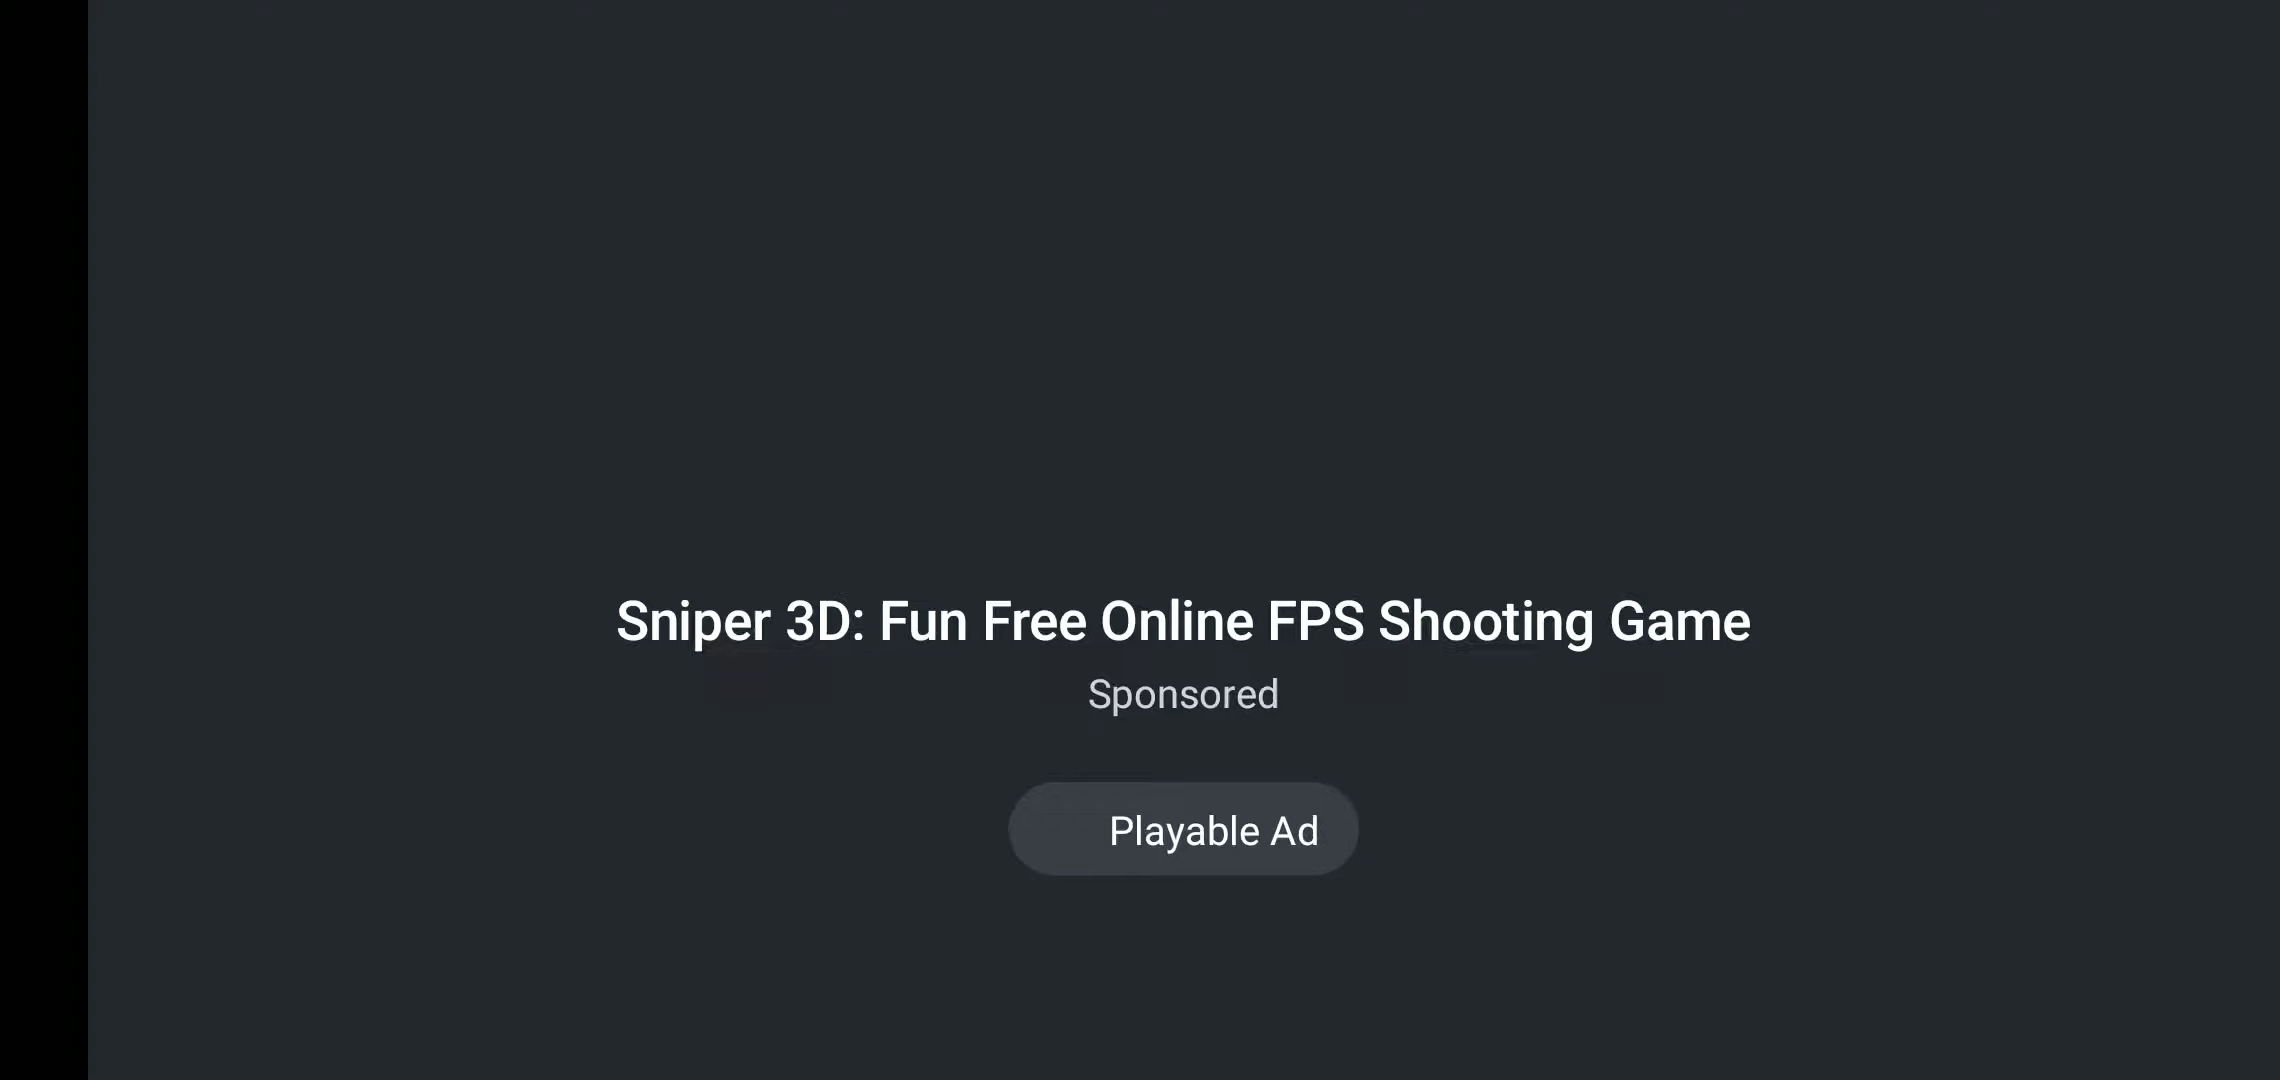 Sniper 3D: Fun Free Online FPS Shooting Game
Sponsored
Playable Ad